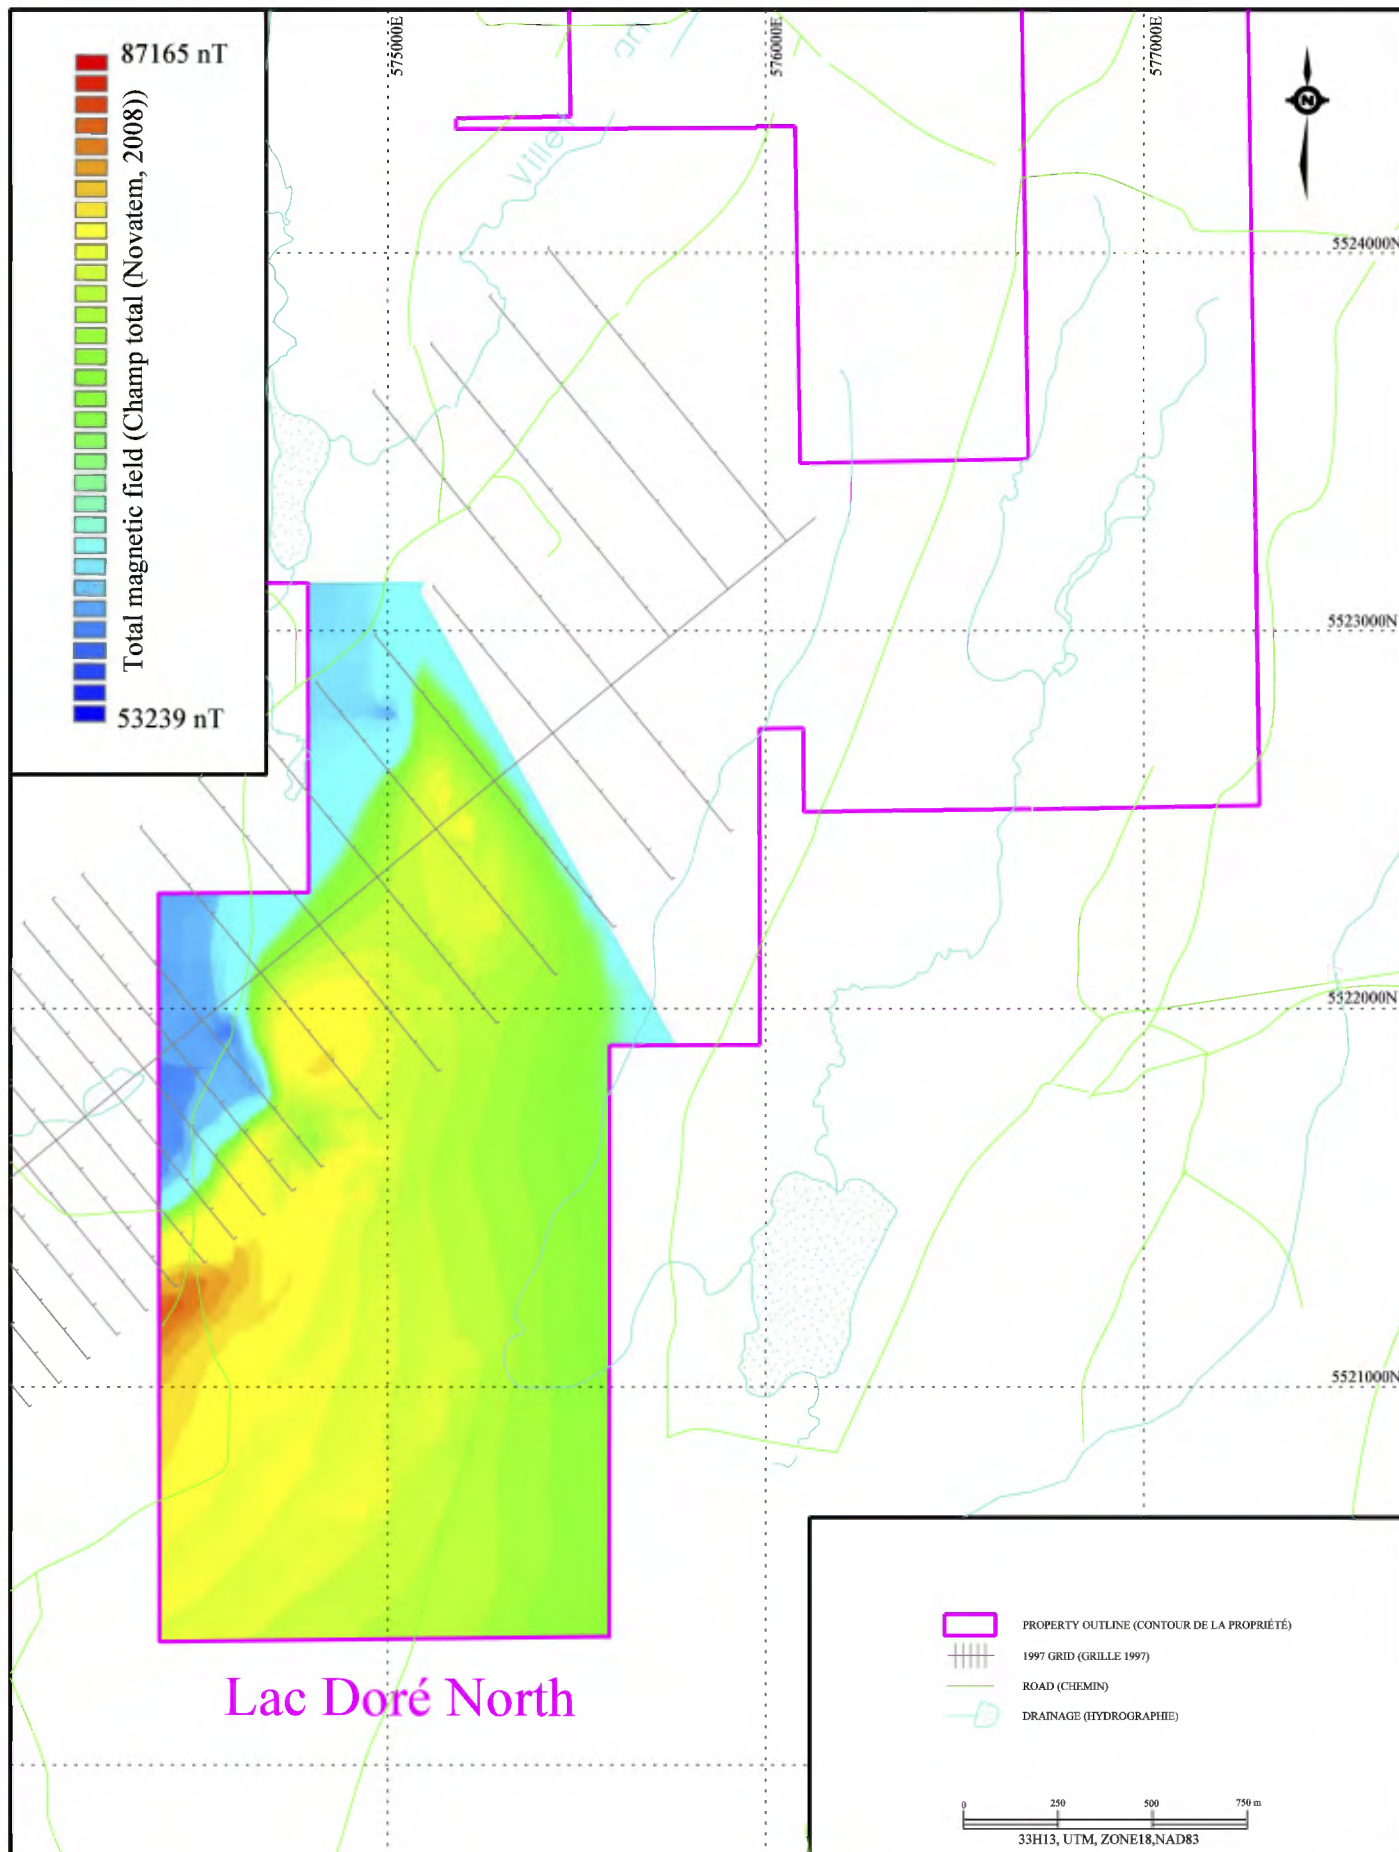 87165 nT
Total magnetic field (Champ total (Novatem, 2008))
53239 nT
575000E
576000E
577000E
N
Ville
5524000N
5523000N
5522000N
5521000N
Lac Doré North
PROPERTY OUTLINE (CONTOUR DE LA PROPRIÉTÉ)
1997 GRID (GRILLE 1997)
ROAD (CHEMIN)
DRAINAGE (HYDROGRAPHIE)
0 250 500 750 m
33H13, UTM, ZONE18,NAD83